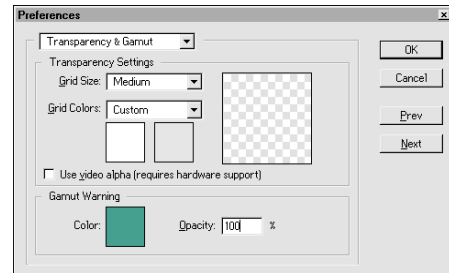 Preferences
Transparency & Gamut
Transparency Settings
Grid Size: Medium
Grid Colors: Custom
Use video alpha (requires hardware support)
Gamut Warning
Color: Opacity: 100 %
OK
Cancel
Prev
Next